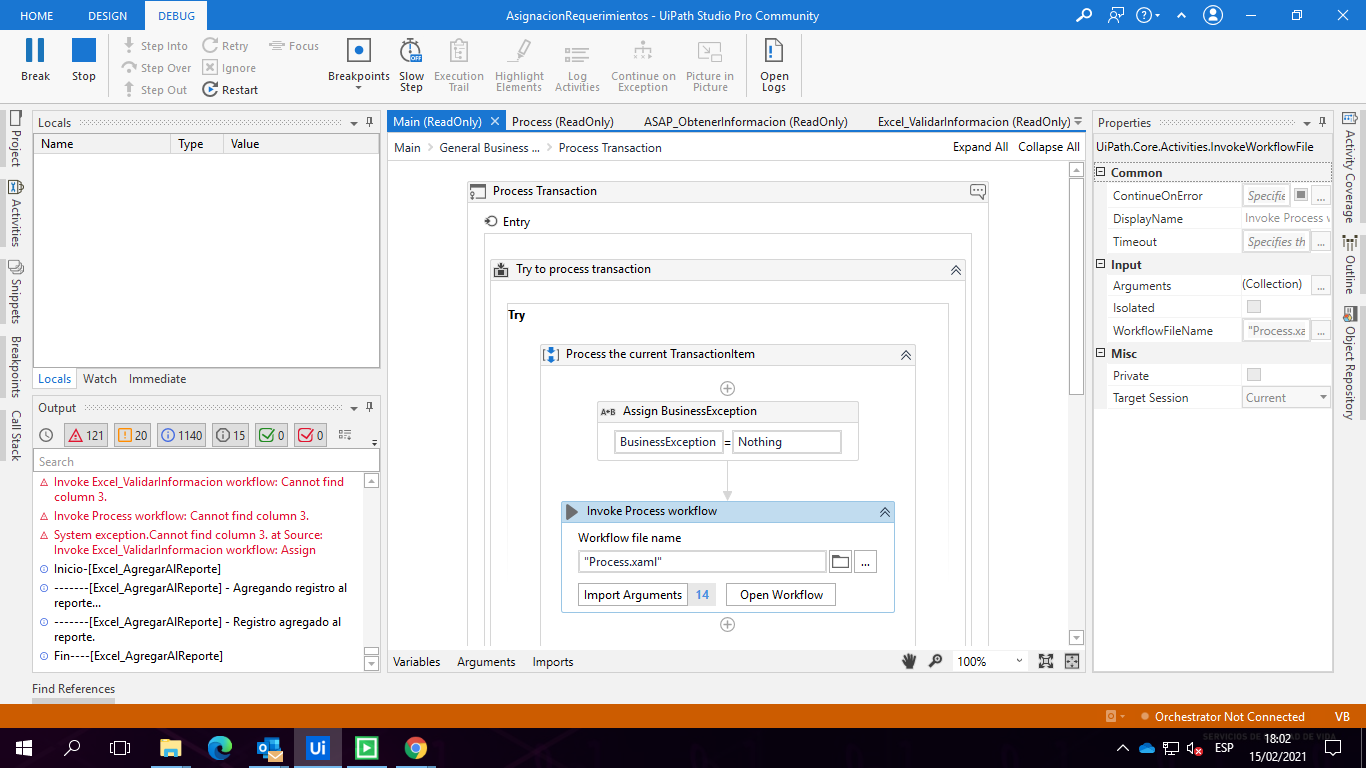 HOME DESIGN DEBUG AsignacionRequerimientos - UiPath Studio Pro Community
Break Stop Step Into Step Over Step Out Retry Ignore Restart Focus Breakpoints Slow Step Execution Trail Highlight Elements Log Activities Continue on Exception Picture in Picture Open Logs
Project
Activities
Snippets
Breakpoints
Call Stack
Locals
Name Type Value
Locals Watch Immediate
Output
121 20 1140 15 0 0
Search
Invoke Excel_ValidarInformacion workflow: Cannot find
column 3.
Invoke Process workflow: Cannot find column 3.
System exception.Cannot find column 3. at Source:
Invoke Excel_ValidarInformacion workflow: Assign
Inicio-[Excel_AgregarAlReporte]
-------[Excel_AgregarAlReporte] - Agregando registro al
reporte...
-------[Excel_AgregarAlReporte] - Registro agregado al
reporte.
Fin----[Excel_AgregarAlReporte]
Find References
Main (ReadOnly) Process (ReadOnly) ASAP_ObtenerInformacion (ReadOnly) Excel_ValidarInformacion (ReadOnly)
Main General Business ... Process Transaction Expand All Collapse All
Process Transaction
Entry
Try to process transaction
Try
Process the current TransactionItem
A+B Assign BusinessException
BusinessException = Nothing
Invoke Process workflow
Workflow file name
"Process.xaml" ...
Import Arguments 14 Open Workflow
Variables Arguments Imports 100%
Properties
UiPath.Core.Activities.InvokeWorkflowFile
Common
ContinueOnError Specifie ...
DisplayName Invoke Process w
Timeout Specifies th ...
Input
Arguments (Collection) ...
Isolated
WorkflowFileName "Process.xa ...
Misc
Private
Target Session Current
Activity Coverage
Outline
Object Repository
Orchestrator Not Connected VB
Ui ESP 18:02
15/02/2021